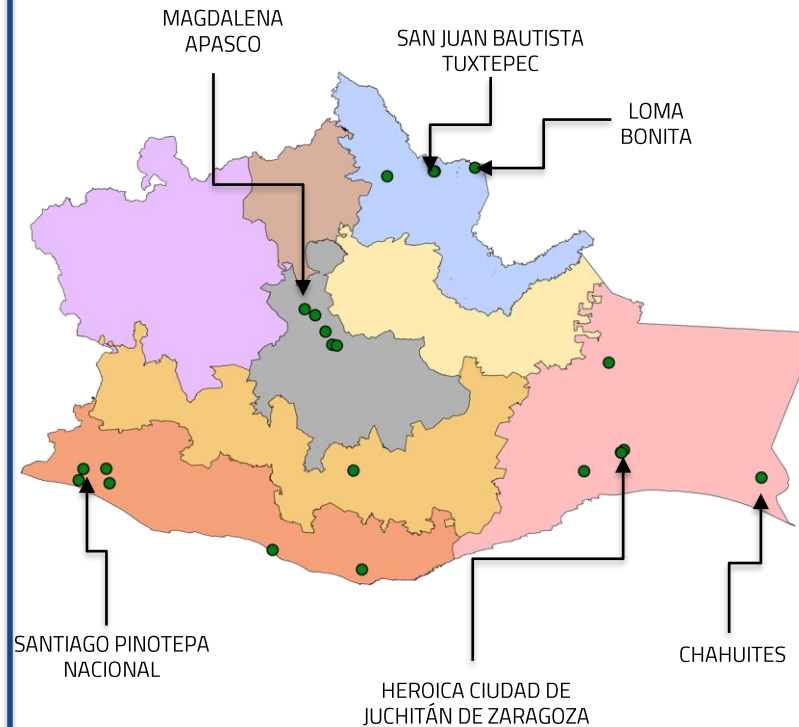 MAGDALENA
APASCO
SAN JUAN BAUTISTA
TUXTEPEC
LOMA
BONITA
SANTIAGO PINOTEPA
NACIONAL
HEROICA CIUDAD DE
JUCHITÁN DE ZARAGOZA
CHAHUITES